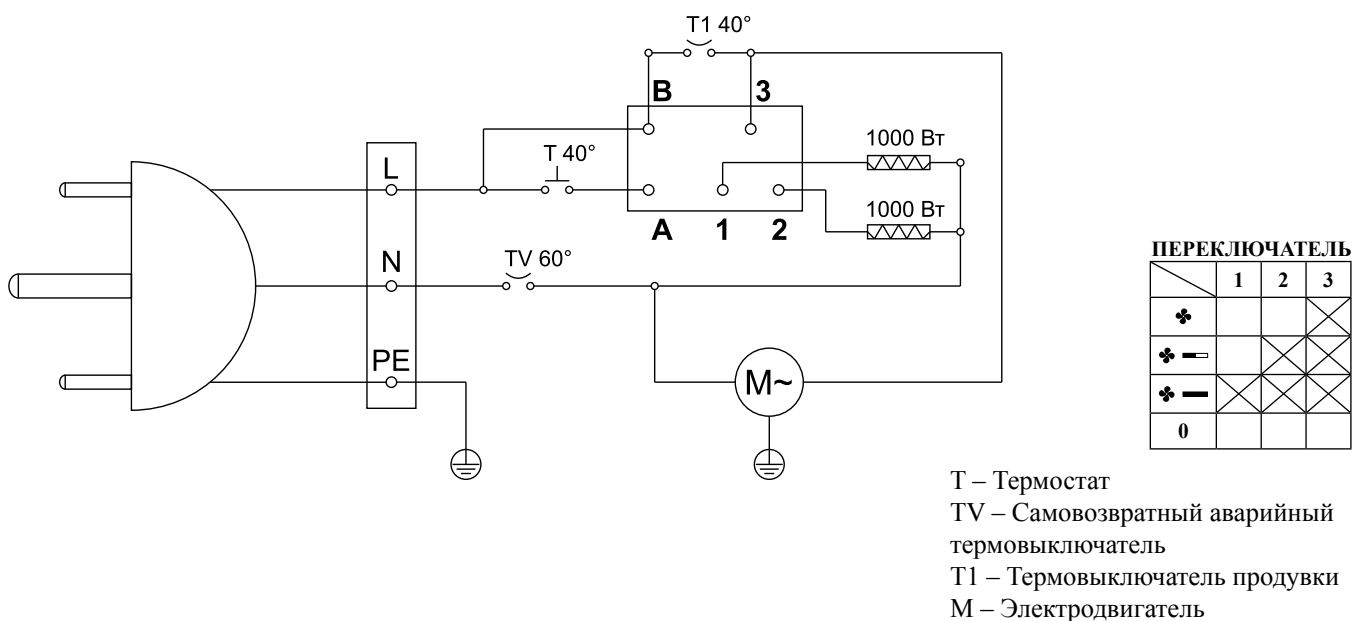 T1 40°
B 3
1000 Вт
L
T 40°
1000 Вт
A 1 2
N
TV 60°
PE
M~
ПЕРЕКЛЮЧАТЕЛЬ
1 2 3
0
T – Термостат
TV – Самовозвратный аварийный
термовыключатель
T1 – Термовыключатель продувки
M – Электродвигатель